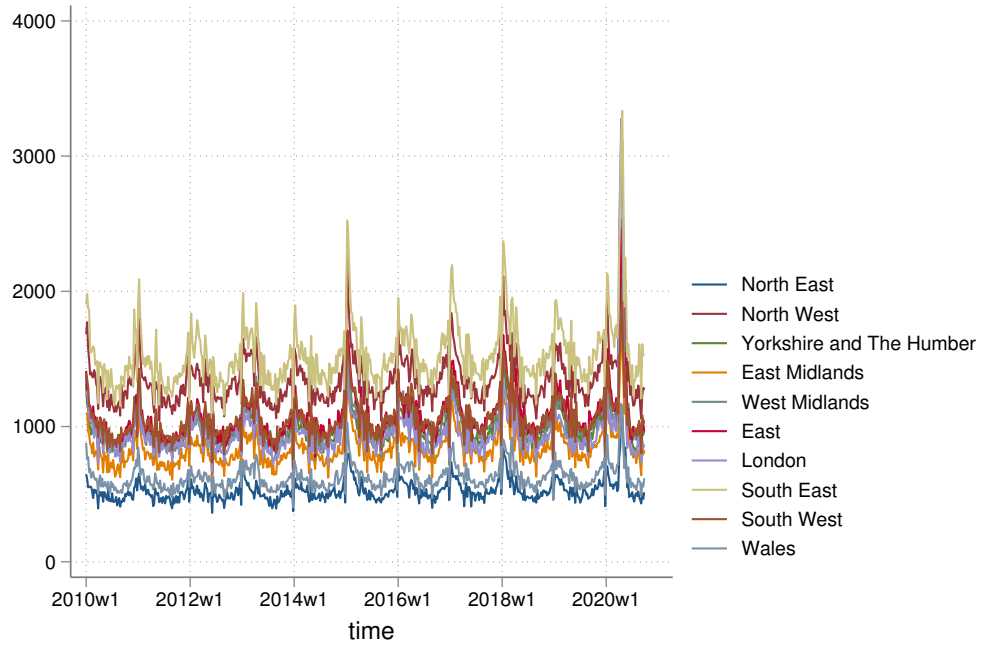 4000
3000
2000
1000
0
2010w1 2012w1 2014w1 2016w1 2018w1 2020w1
time
North East
North West
Yorkshire and The Humber
East Midlands
West Midlands
East
London
South East
South West
Wales